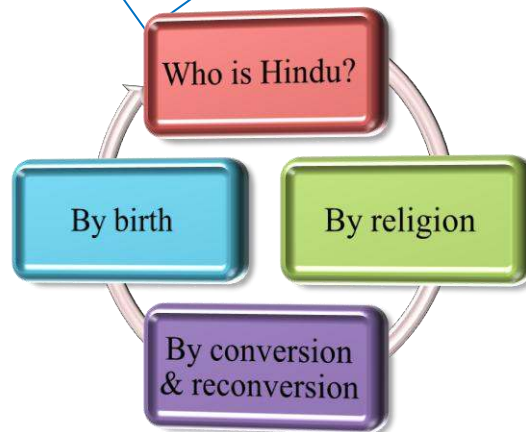 Who is Hindu?
By birth
By religion
By conversion
& reconversion